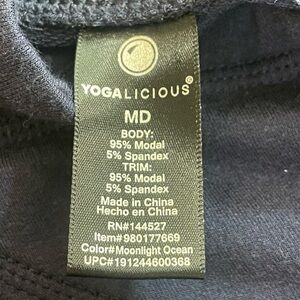 YOGALICIOUS®
MD
BODY:
95% Modal
5% Spandex
TRIM:
95% Modal
5% Spandex
Made in China
Hecho en China
RN#144527
Item#980177669
Color#Moonlight Ocean
UPC#191244600368